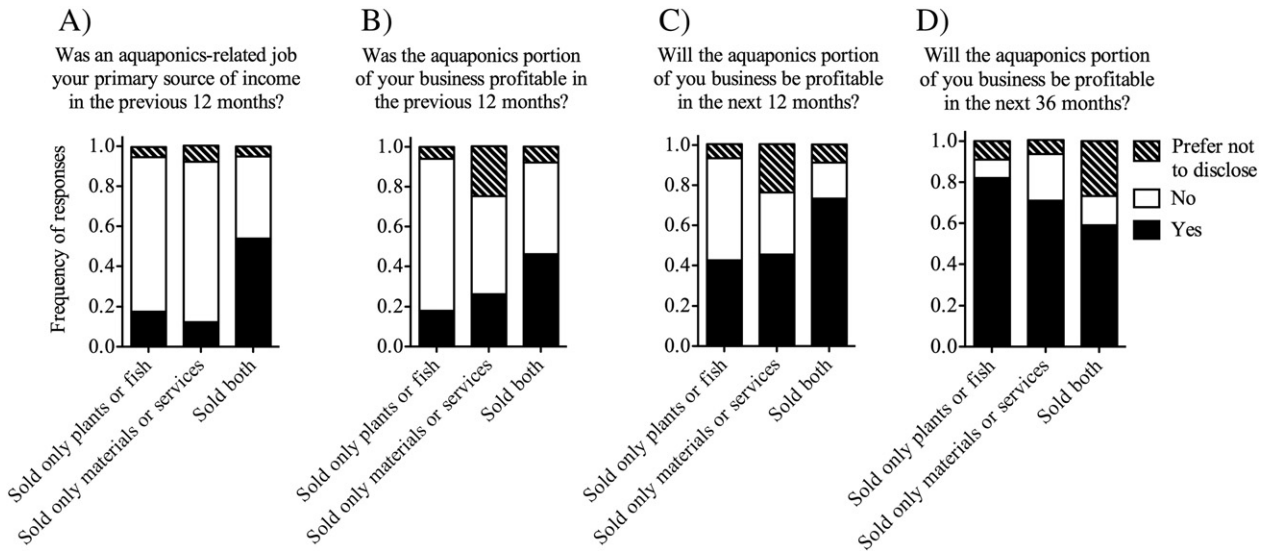 A)
Was an aquaponics-related job
your primary source of income
in the previous 12 months?
Frequency of responses
1.0
0.8
0.6
0.4
0.2
0.0
Sold only plants or fish
Sold only materials or services
Sold both
B)
Was the aquaponics portion
of your business profitable in
the previous 12 months?
1.0
0.8
0.6
0.4
0.2
0.0
Sold only plants or fish
Sold only materials or services
Sold both
C)
Will the aquaponics portion
of you business be profitable
in the next 12 months?
1.0
0.8
0.6
0.4
0.2
0.0
Sold only plants or fish
Sold only materials or services
Sold both
D)
Will the aquaponics portion
of you business be profitable
in the next 36 months?
1.0
0.8
0.6
0.4
0.2
0.0
Sold only plants or fish
Sold only materials or services
Sold both
Prefer not
to disclose
No
Yes